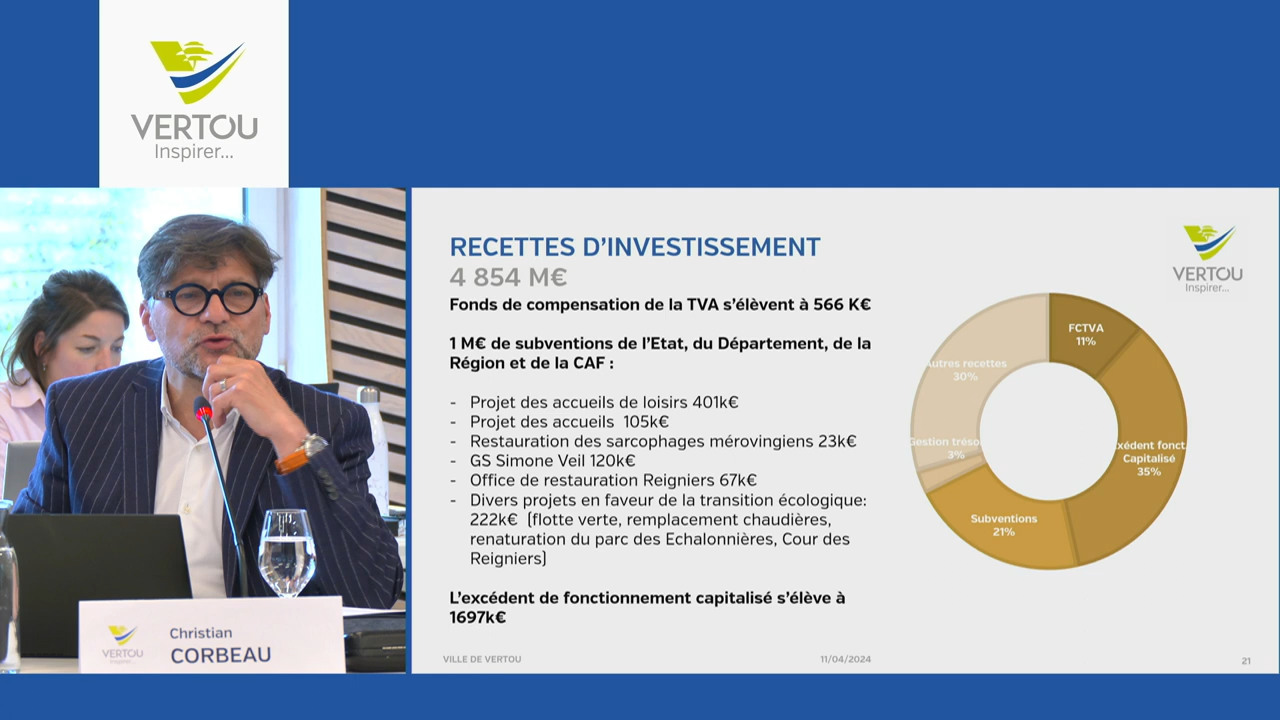 VERTOU
Inspirer...
RECETTES D'INVESTISSEMENT
4 854 M€
Fonds de compensation de la TVA s'élèvent à 566 K€
1 M€ de subventions de l'Etat, du Département, de la
Région et de la CAF :
- Projet des accueils de loisirs 401k€
- Projet des accueils 105k€
- Restauration des sarcophages mérovingiens 23k€
- GS Simone Veil 120k€
- Office de restauration Reigniers 67k€
- Divers projets en faveur de la transition écologique:
222k€ (flotte verte, remplacement chaudières,
renaturation du parc des Echalonnières, Cour des
Reigniers)
L'excédent de fonctionnement capitalisé s'élève à
1697k€
VILLE DE VERTOU
11/04/2024
21
VERTOU
Inspirer...
FCTVA
11%
xédent fonct.
Capitalisé
35%
Subventions
21%
Gestion tréso
3%
Autres recettes
30%
VERTOU
Inspirer...
Christian
CORBEAU